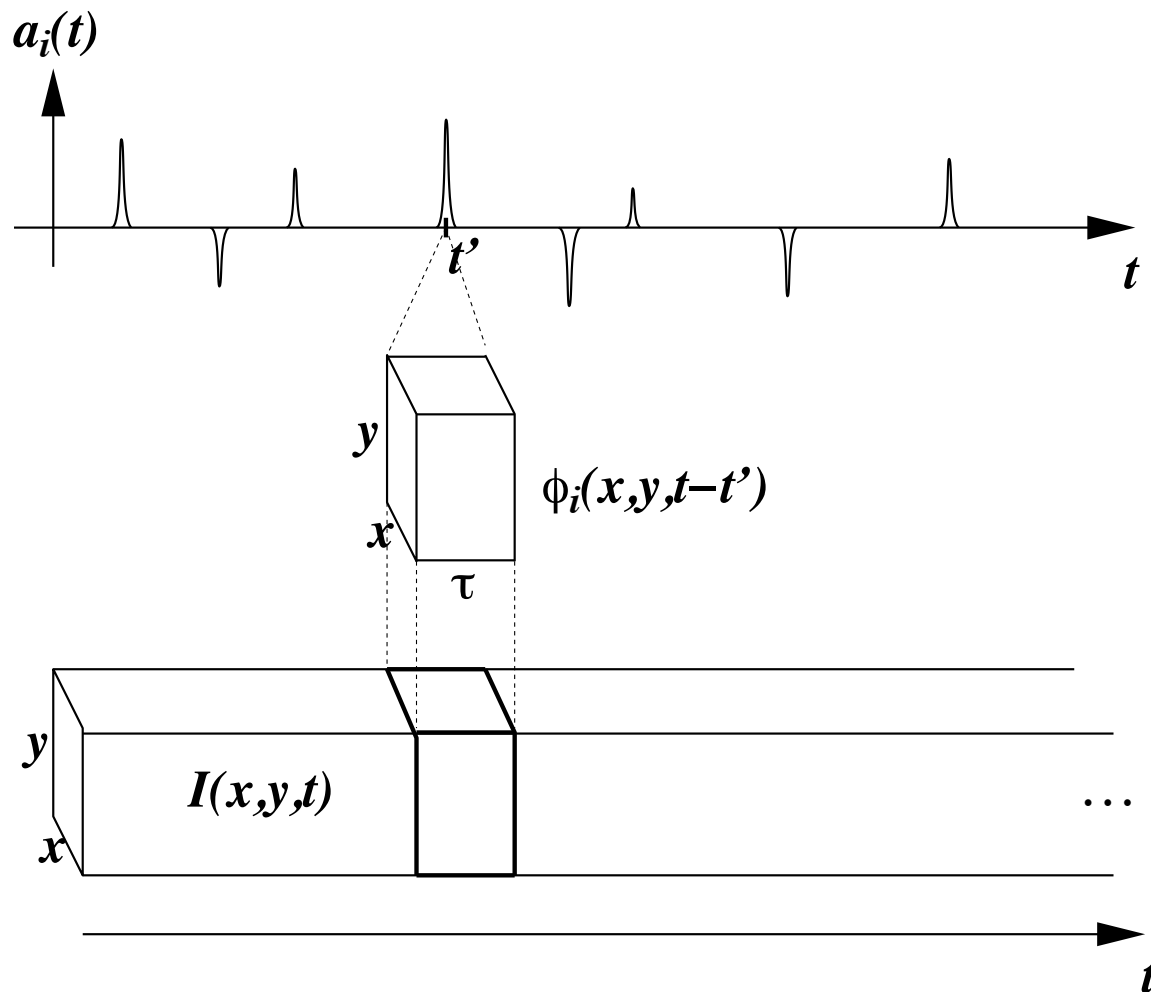 aᵢ(t)
t’
t
y
ϕᵢ(x,y,t−t’)
x
τ
y
I(x,y,t)
...
x
t